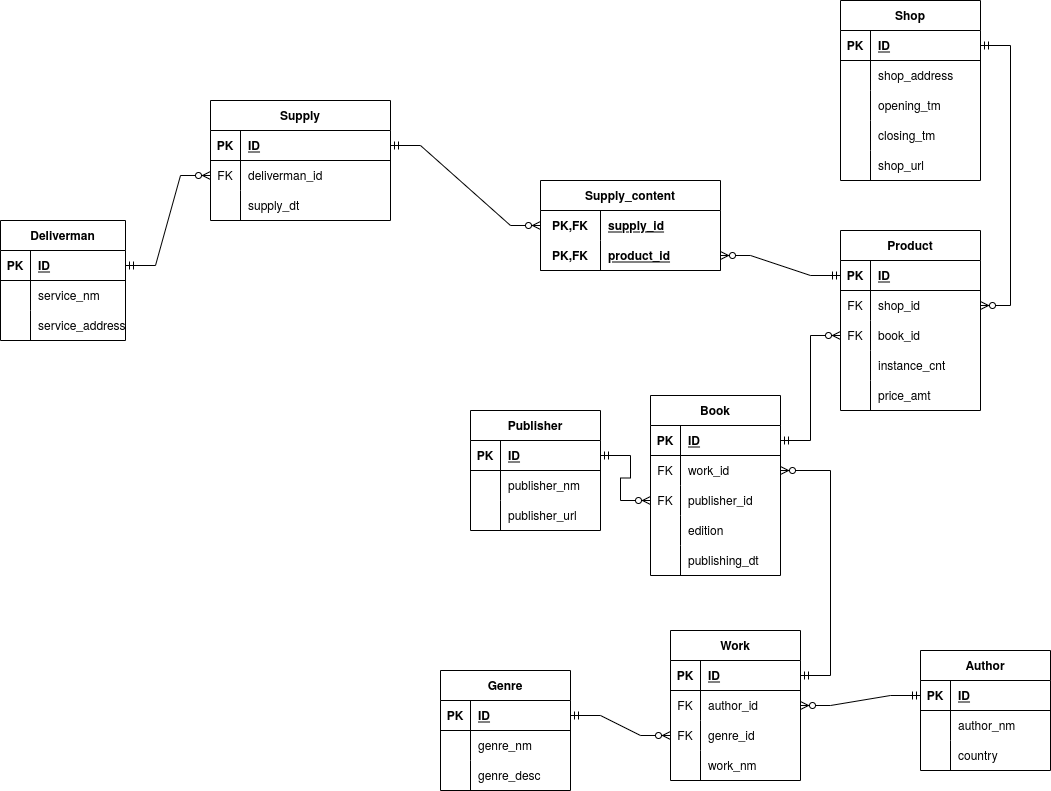 Shop
PK ID
shop_address
opening_tm
closing_tm
shop_url
Supply
PK ID
FK deliverman_id
supply_dt
Supply_content
PK,FK supply_id
PK,FK product_id
Deliverman
PK ID
service_nm
service_address
Product
PK ID
FK shop_id
FK book_id
instance_cnt
price_amt
Publisher
PK ID
publisher_nm
publisher_url
Book
PK ID
FK work_id
FK publisher_id
edition
publishing_dt
Work
PK ID
FK author_id
FK genre_id
work_nm
Author
PK ID
author_nm
country
Genre
PK ID
genre_nm
genre_desc